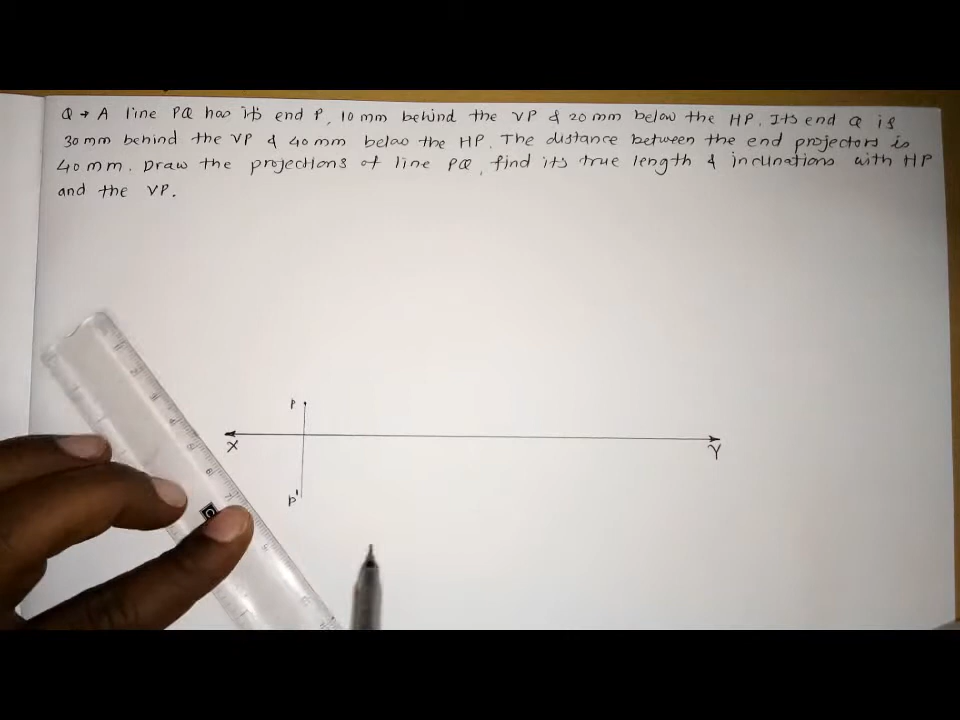 Q → A line PQ has its end P, 10 mm behind the VP & 20 mm below the HP. Its end Q is
30 mm behind the VP & 40 mm below the HP. The distance between the end projectors is
40 mm. Draw the projections of line PQ, find its true length & inclinations with HP
and the VP.
P
X
Y
P'